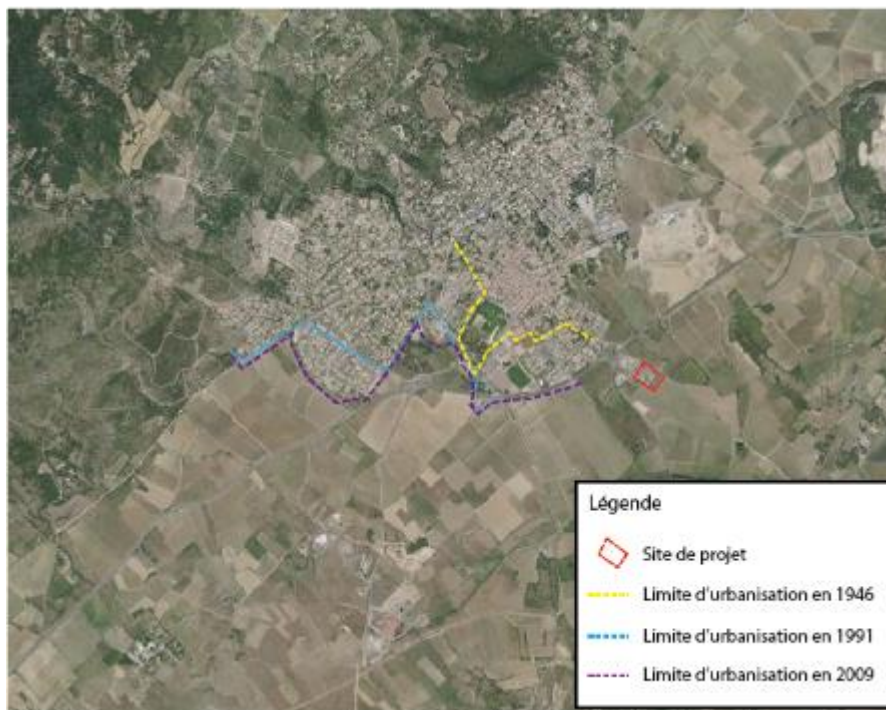 Légende
Site de projet
Limite d'urbanisation en 1946
Limite d'urbanisation en 1991
Limite d'urbanisation en 2009